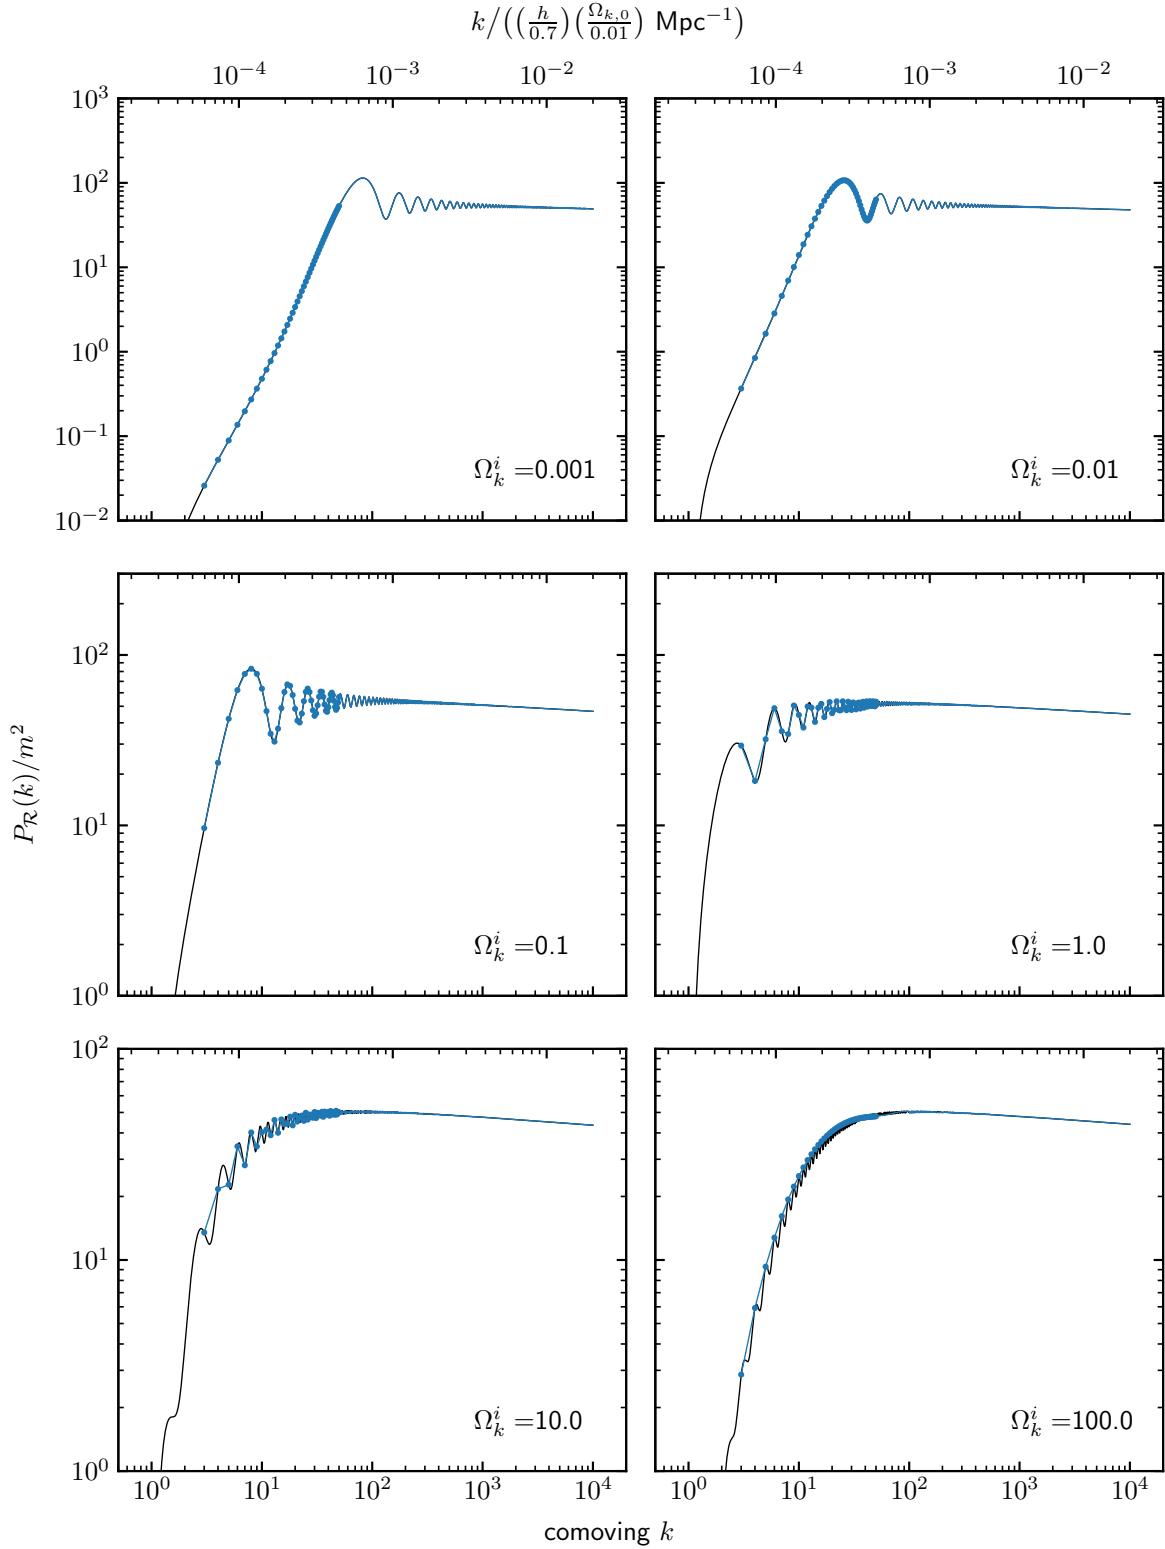 k/((h/0.7)(Ω_{k,0}/0.01) Mpc⁻¹)
10⁻⁴ 10⁻³ 10⁻² 10⁻⁴ 10⁻³ 10⁻²
10³
10²
10¹
10⁰
10⁻¹
10⁻²
Ω_k^i =0.001
Ω_k^i =0.01
P_ℛ(k)/m²
10²
10¹
10⁰
Ω_k^i =0.1
Ω_k^i =1.0
10²
10¹
10⁰
Ω_k^i =10.0
Ω_k^i =100.0
10⁰ 10¹ 10² 10³ 10⁴ 10⁰ 10¹ 10² 10³ 10⁴
comoving k